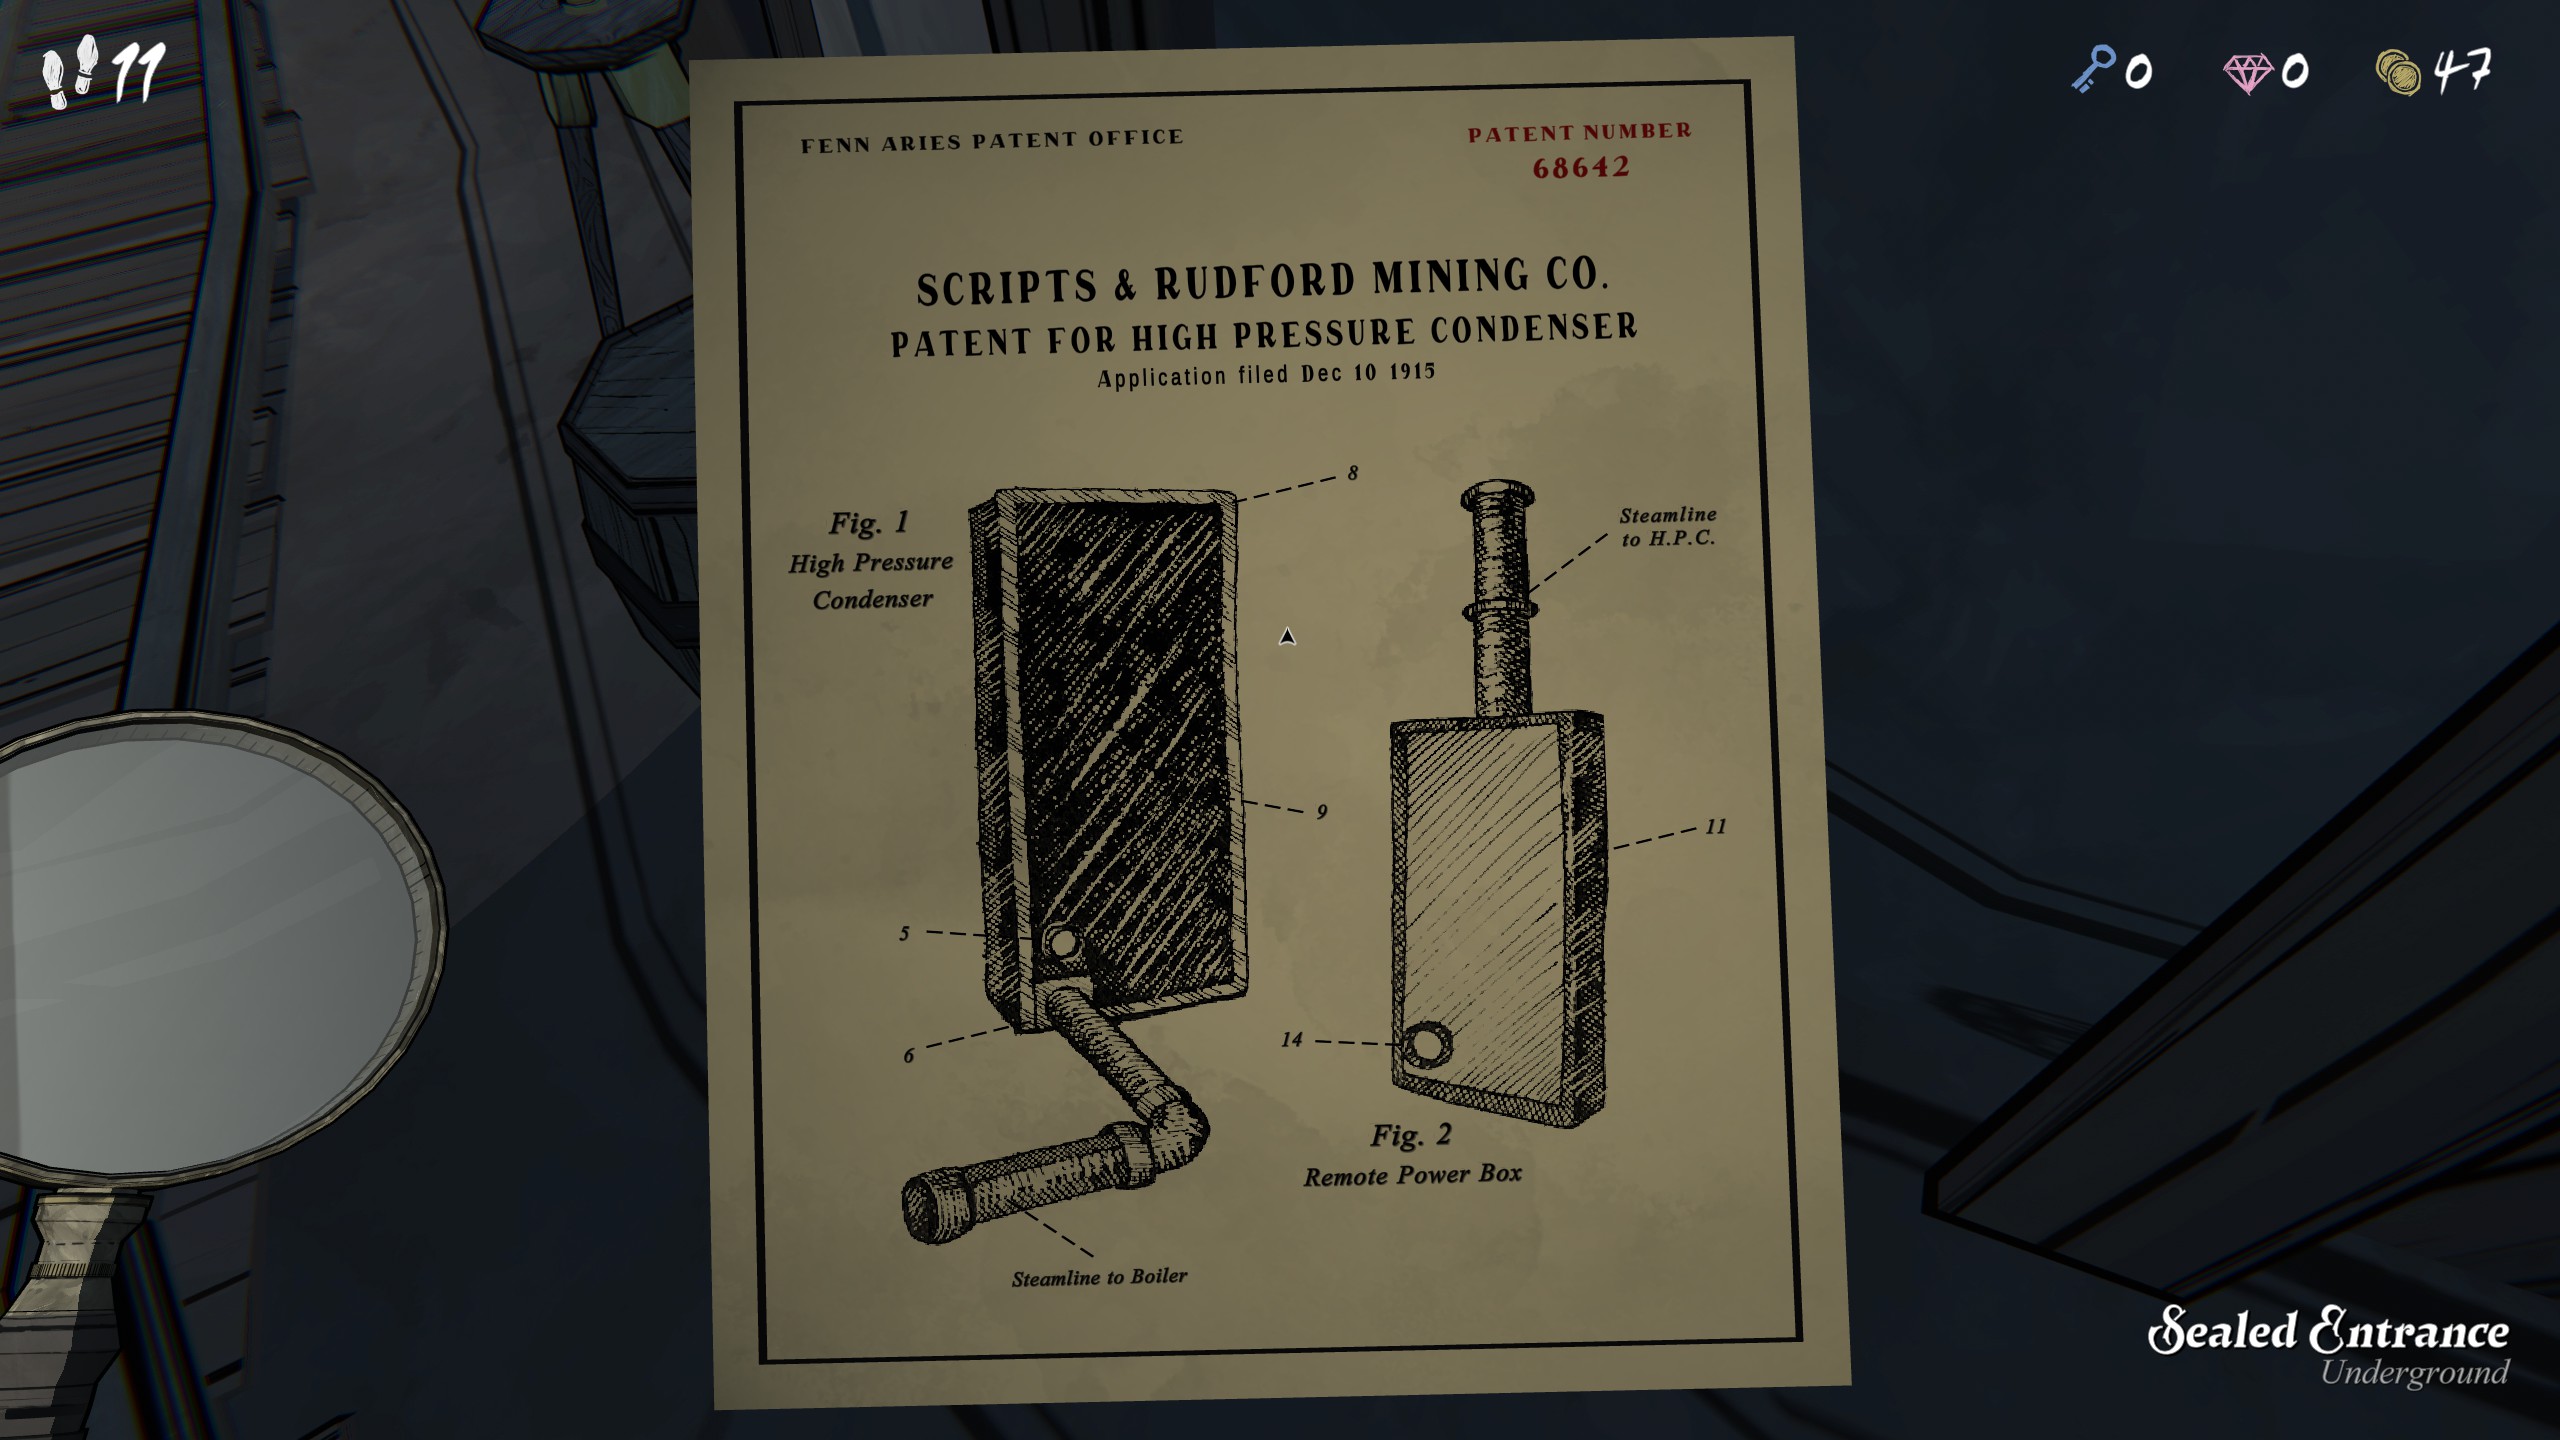 11
0
0
47
FENN ARIES PATENT OFFICE
PATENT NUMBER
68642
SCRIPTS & RUDFORD MINING CO.
PATENT FOR HIGH PRESSURE CONDENSER
Application filed Dec 10 1915
Fig. 1
High Pressure
Condenser
8
Steamline
to H.P.C.
9
11
5
6
14
Fig. 2
Remote Power Box
Steamline to Boiler
Sealed Entrance
Underground